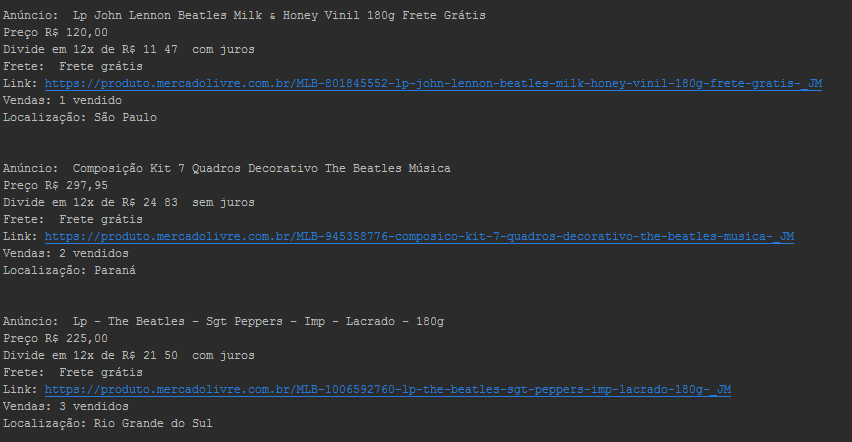 Anúncio:  Lp John Lennon Beatles Milk & Honey Vinil 180g Frete Grátis
Preço R$ 120,00
Divide em 12x de R$ 11 47  com juros
Frete:  Frete grátis
Link: https://produto.mercadolivre.com.br/MLB-801845552-lp-john-lennon-beatles-milk-honey-vinil-180g-frete-gratis-_JM
Vendas: 1 vendido
Localização: São Paulo
Anúncio:  Composição Kit 7 Quadros Decorativo The Beatles Música
Preço R$ 297,95
Divide em 12x de R$ 24 83  sem juros
Frete:  Frete grátis
Link: https://produto.mercadolivre.com.br/MLB-945358776-composico-kit-7-quadros-decorativo-the-beatles-musica-_JM
Vendas: 2 vendidos
Localização: Paraná
Anúncio:  Lp - The Beatles - Sgt Peppers - Imp - Lacrado - 180g
Preço R$ 225,00
Divide em 12x de R$ 21 50  com juros
Frete:  Frete grátis
Link: https://produto.mercadolivre.com.br/MLB-1006592760-lp-the-beatles-sgt-peppers-imp-lacrado-180g-_JM
Vendas: 3 vendidos
Localização: Rio Grande do Sul